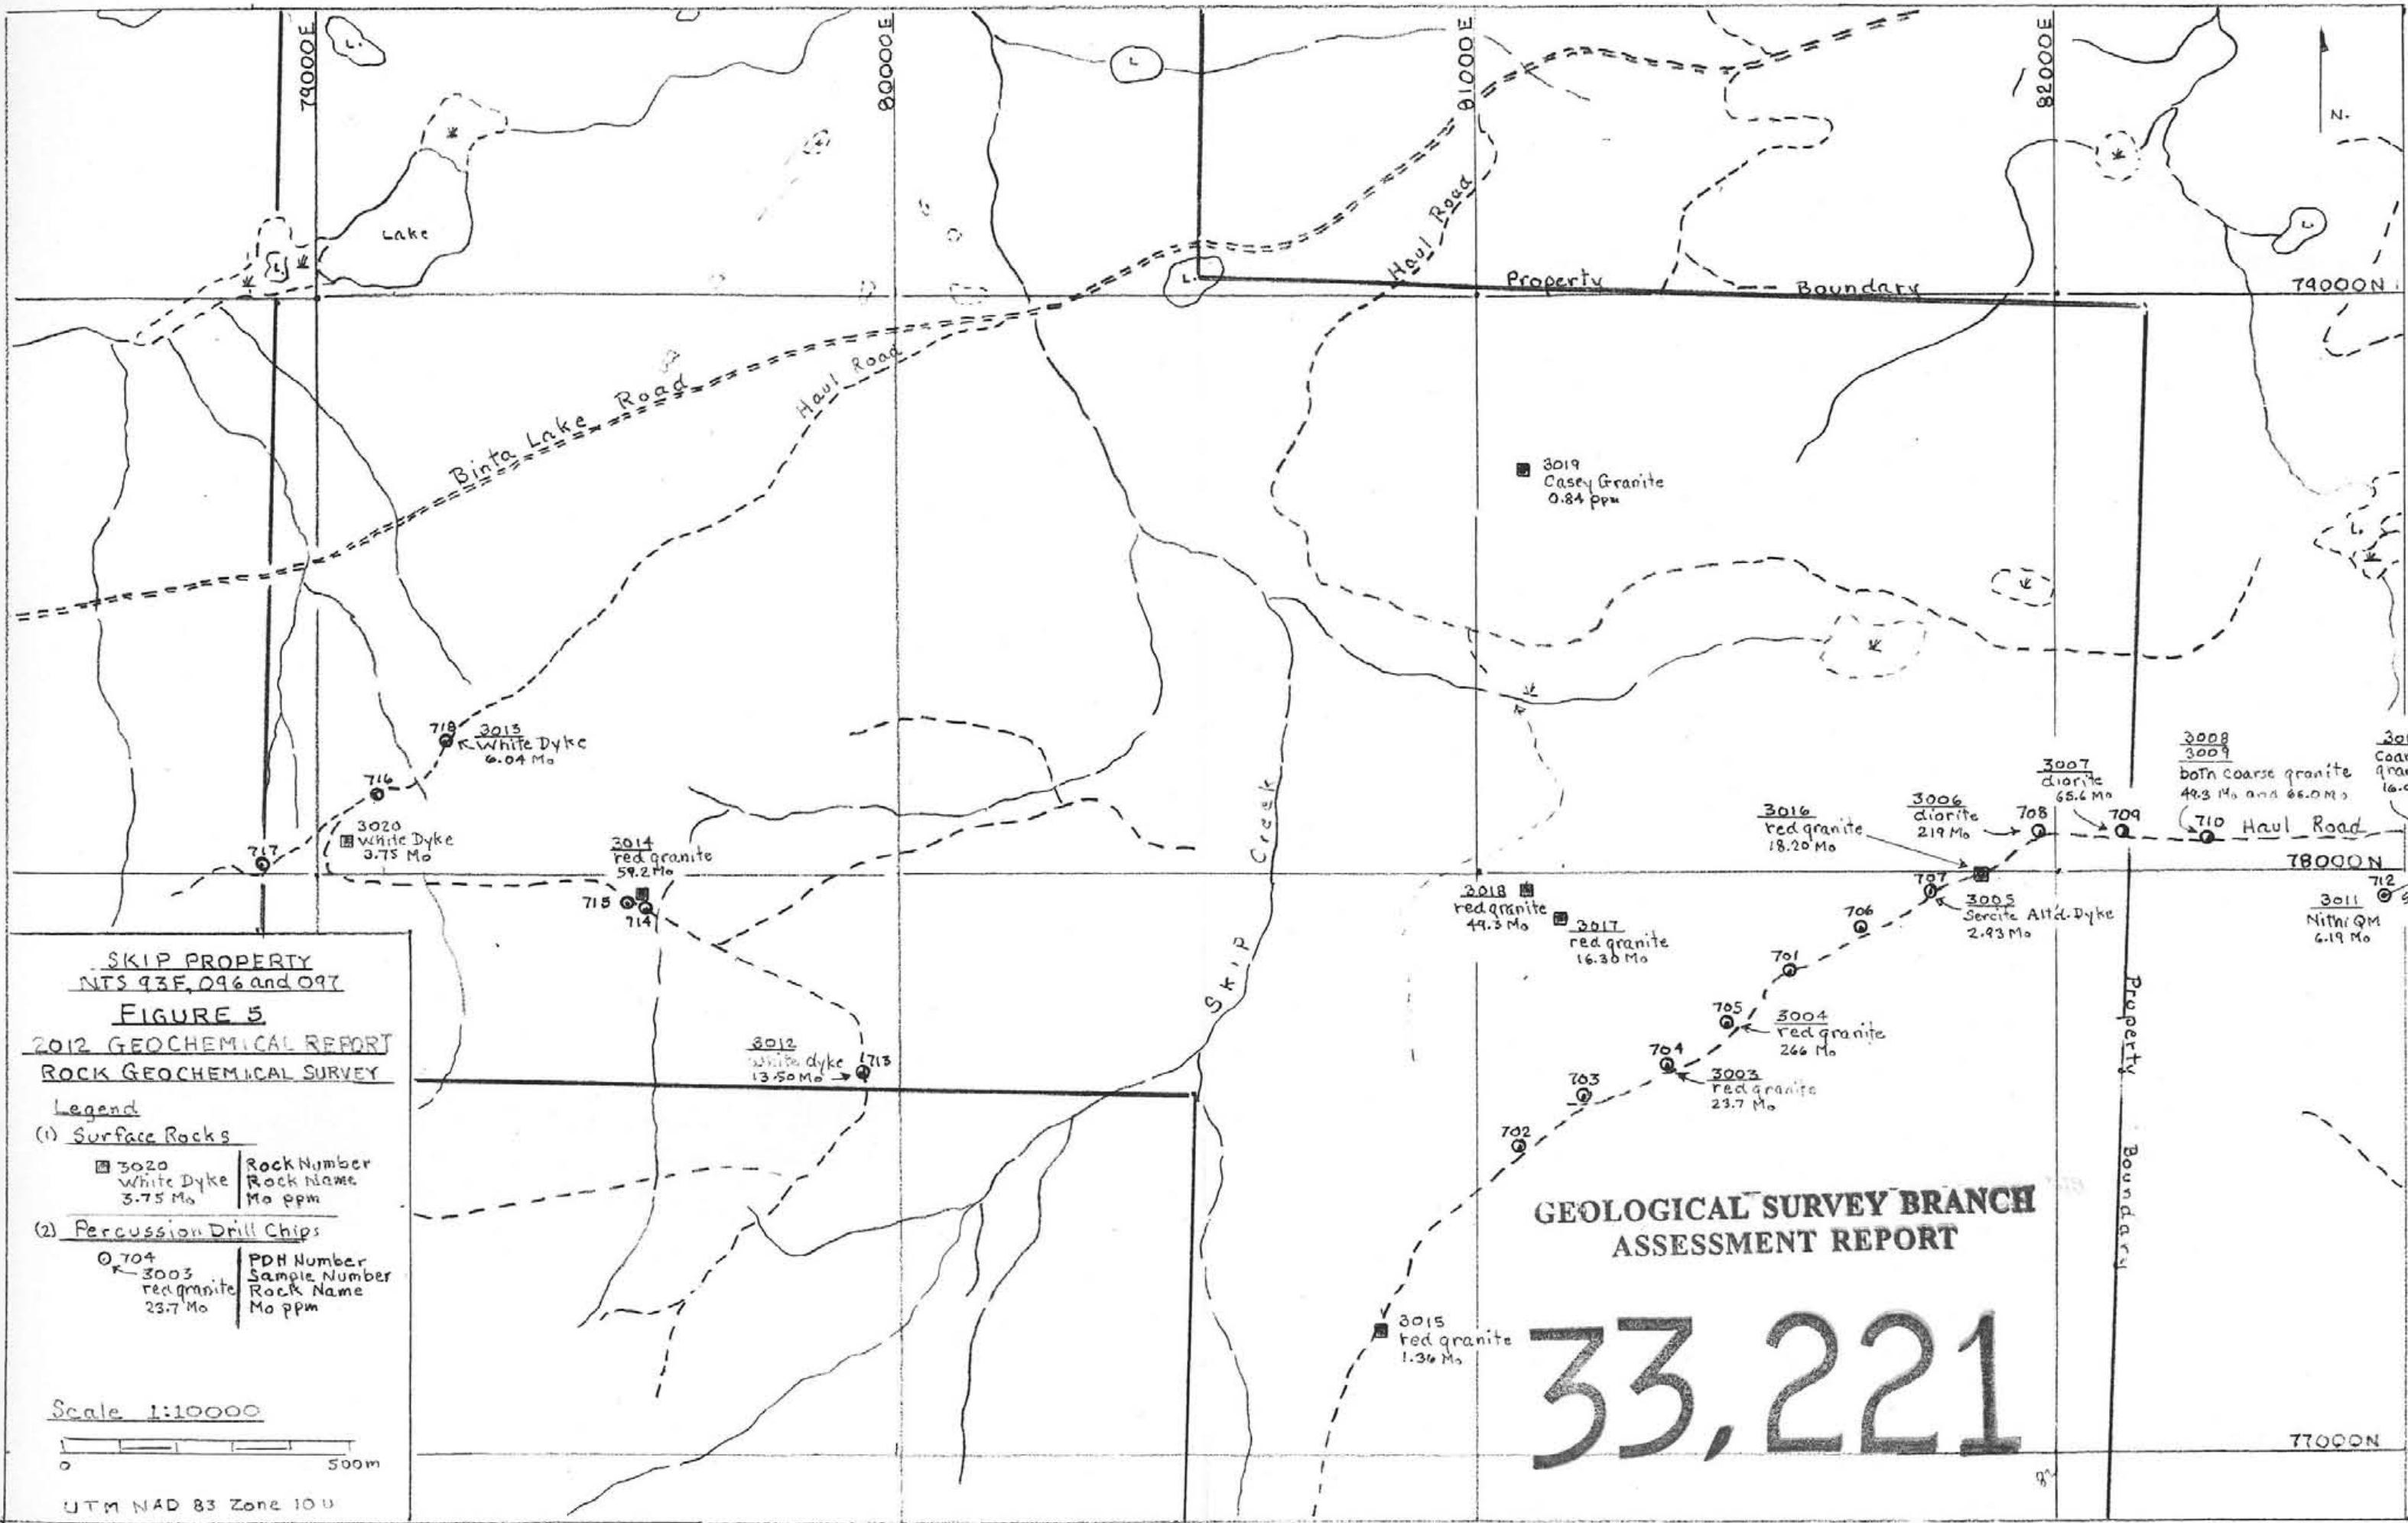 79000E
80000E
81000E
82000E
N.
L.
L
Lake
L.
L.
L
Haul Road
Property Boundary
79000N
Haul Road
Binta Lake Road
3019
Casey Granite
0.84 ppm
L.
718
3013
White Dyke
6.04 Mo
716
3020
White Dyke
3.75 Mo
717
3014
red granite
59.2 Mo
715
714
3012
white dyke
13.50 Mo
713
Skip Creek
3008
3009
both coarse granite
49.3 Mo and 66.0 Mo
3007
diorite
65.6 Mo
3006
diorite
219 Mo
708
709
710
Haul Road
3016
red granite
18.20 Mo
78000N
707
3005
Sercite Altd. Dyke
2.93 Mo
712
3011
Nithi QM
6.19 Mo
3018
red granite
49.3 Mo
3017
red granite
16.30 Mo
706
701
705
3004
red granite
266 Mo
704
3003
red granite
23.7 Mo
703
702
Property Boundary
3015
red granite
1.36 Mo
77000N
SKIP PROPERTY
NTS 93F, 096 and 097
FIGURE 5
2012 GEOCHEMICAL REPORT
ROCK GEOCHEMICAL SURVEY
Legend
(1) Surface Rocks
3020 Rock Number
White Dyke Rock Name
3.75 Mo Mo ppm
(2) Percussion Drill Chips
704 PDH Number
3003 Sample Number
red granite Rock Name
23.7 Mo Mo ppm
Scale 1:10000
0 500m
UTM NAD 83 Zone 10 U
GEOLOGICAL SURVEY BRANCH
ASSESSMENT REPORT
33,221